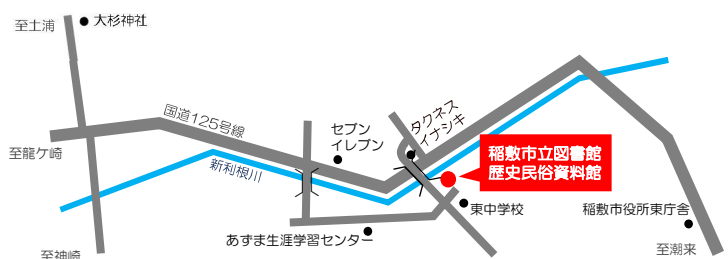 至土浦
大杉神社
国道125号線
セブン
イレブン
タクネス
イナシキ
至龍ケ崎
新利根川
稲敷市立図書館
歴史民俗資料館
東中学校
稲敷市役所東庁舎
あずま生涯学習センター
至神崎
至潮来